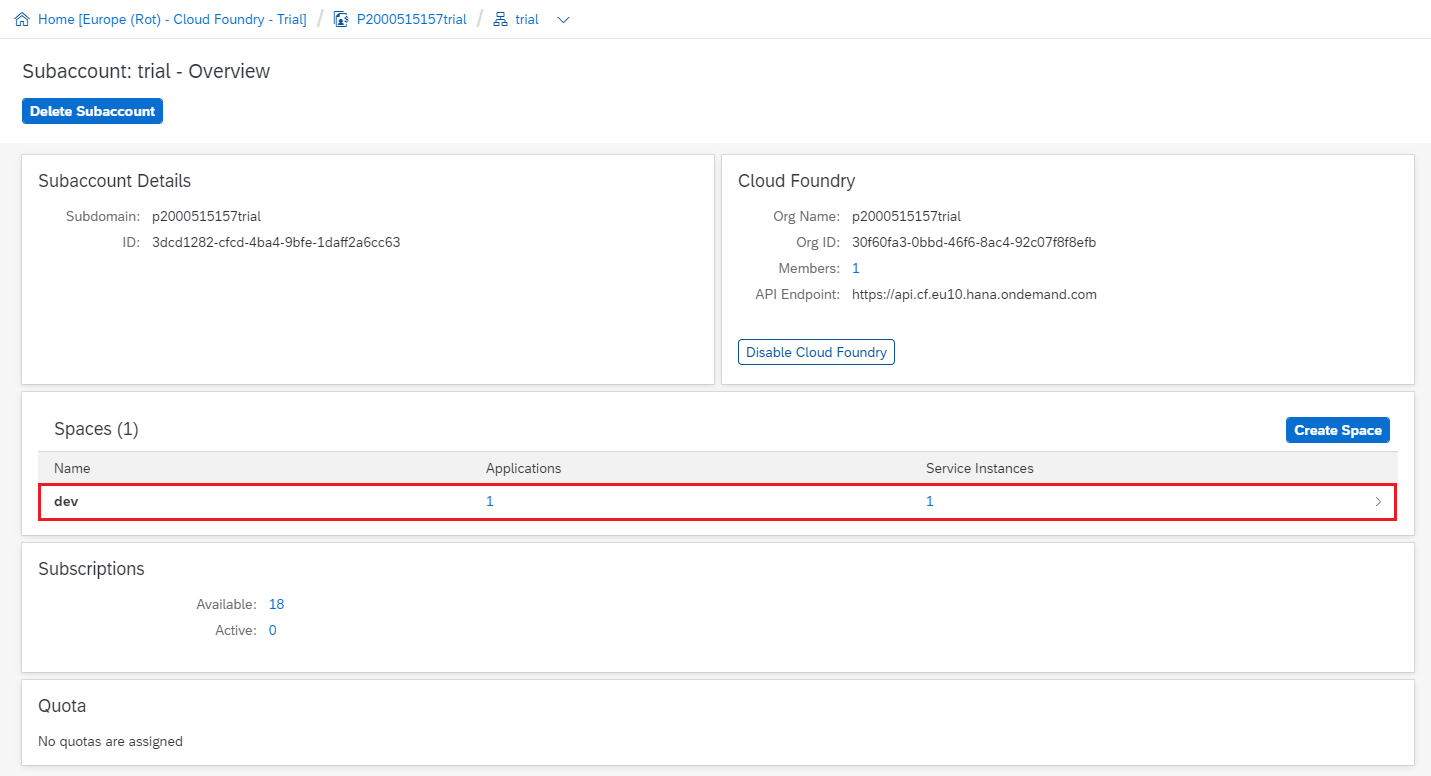 Home [Europe (Rot) - Cloud Foundry - Trial] / P2000515157trial / trial
Subaccount: trial - Overview
Delete Subaccount
Subaccount Details
Subdomain: p2000515157trial
ID: 3dcd1282-cfcd-4ba4-9bfe-1daff2a6cc63
Cloud Foundry
Org Name: p2000515157trial
Org ID: 30f60fa3-0bbd-46f6-8ac4-92c07f8f8efb
Members: 1
API Endpoint: https://api.cf.eu10.hana.ondemand.com
Disable Cloud Foundry
Spaces (1)
Create Space
Name Applications Service Instances
dev 1 1
Subscriptions
Available: 18
Active: 0
Quota
No quotas are assigned